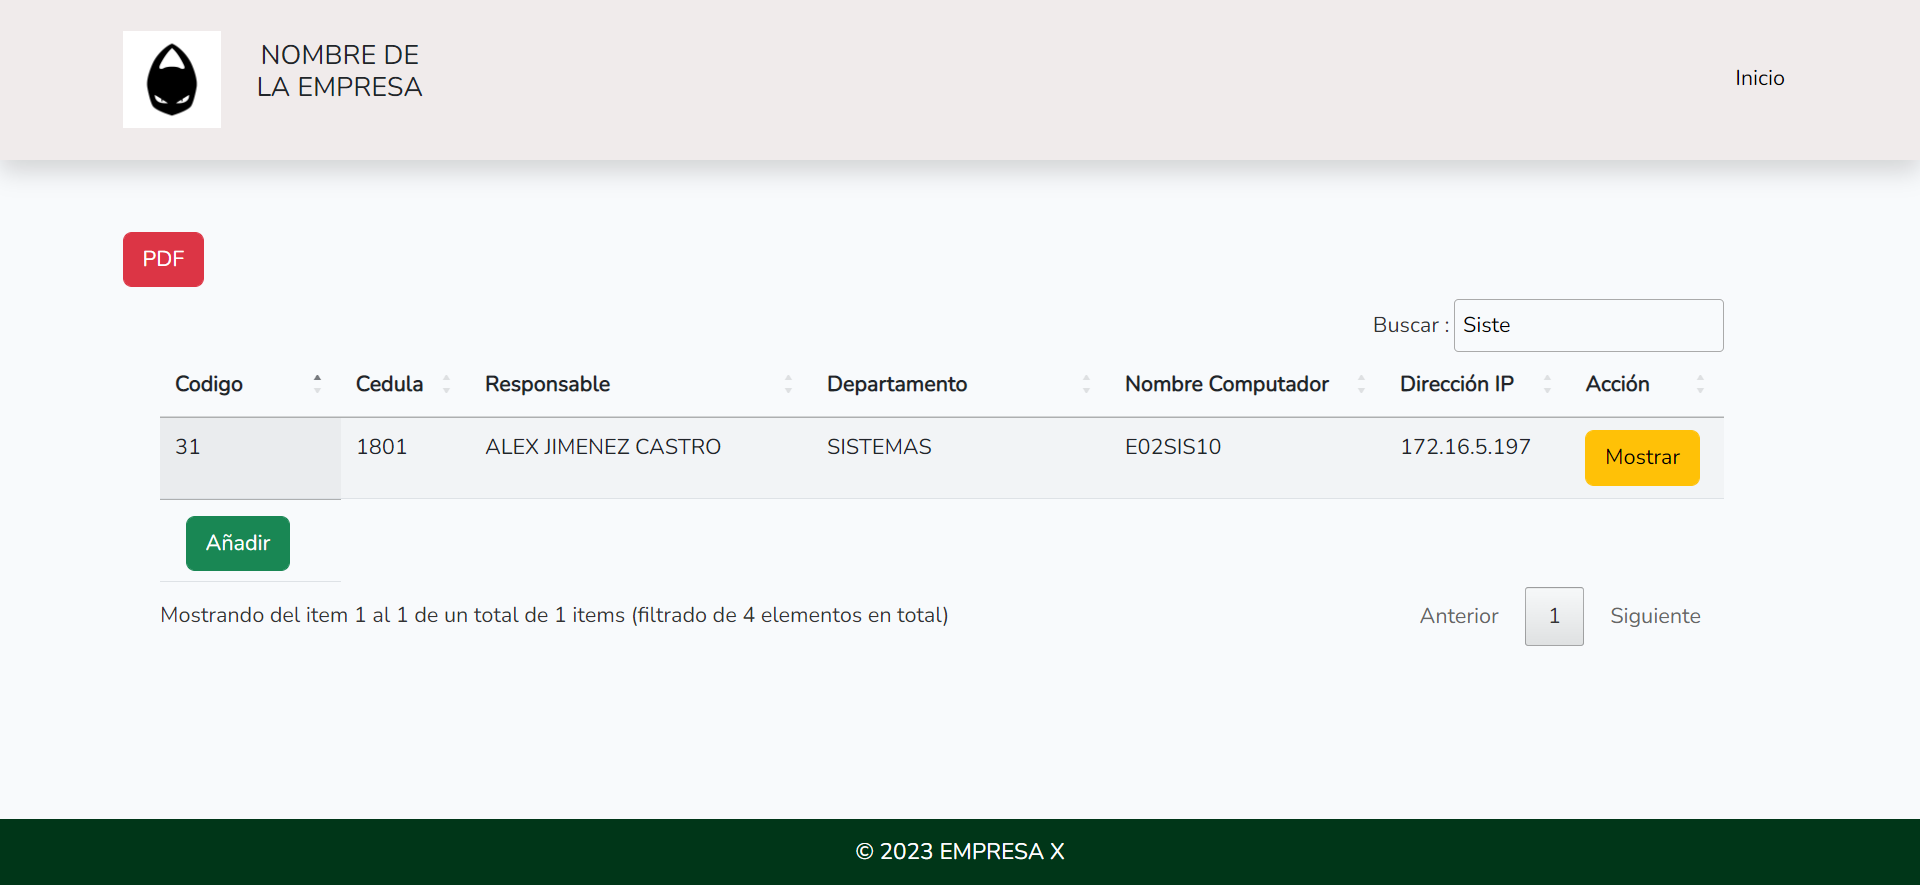 NOMBRE DE
LA EMPRESA
Inicio
PDF
Buscar : Siste
Codigo Cedula Responsable Departamento Nombre Computador Dirección IP Acción
31 1801 ALEX JIMENEZ CASTRO SISTEMAS E02SIS10 172.16.5.197 Mostrar
Añadir
Mostrando del item 1 al 1 de un total de 1 items (filtrado de 4 elementos en total) Anterior 1 Siguiente
© 2023 EMPRESA X